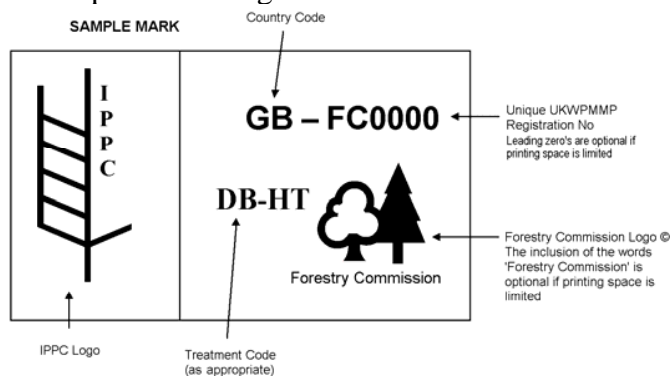 Country Code
SAMPLE MARK
I
P
P
C
GB – FC0000
Unique UKWPMMP
Registration No
Leading zero's are optional if
printing space is limited
DB-HT
Forestry Commission
Forestry Commission Logo ©
The inclusion of the words
'Forestry Commission' is
optional if printing space is
limited
IPPC Logo
Treatment Code
(as appropriate)